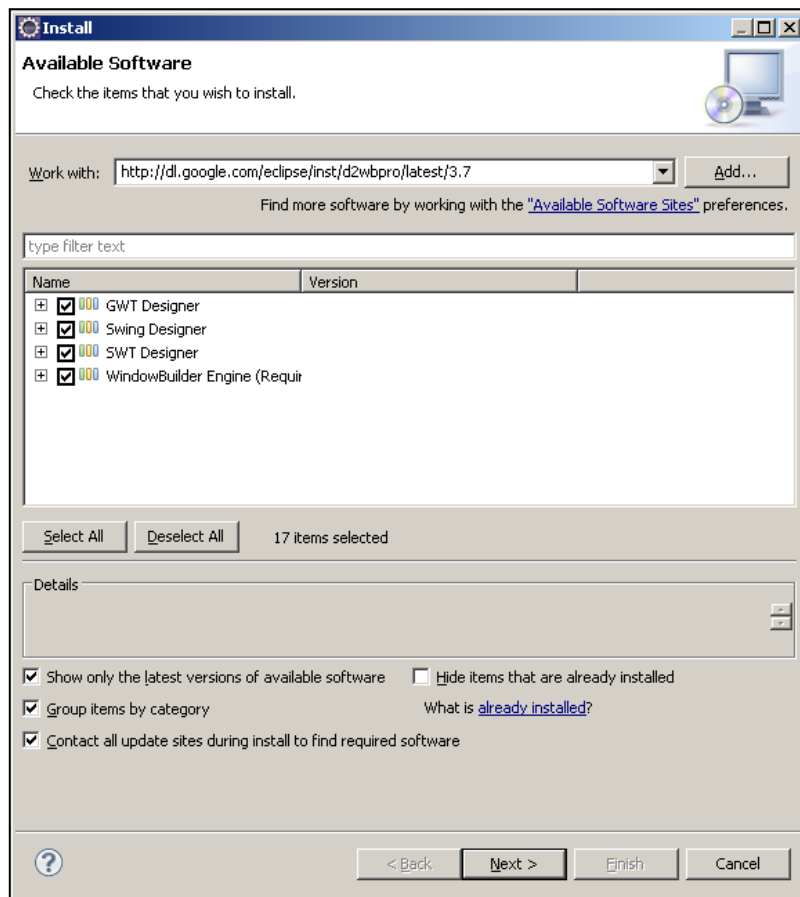 Install
Available Software
Check the items that you wish to install.
Work with: http://dl.google.com/eclipse/inst/d2wbpro/latest/3.7 Add...
Find more software by working with the "Available Software Sites" preferences.
type filter text
Name Version
GWT Designer
Swing Designer
SWT Designer
WindowBuilder Engine (Requir
Select All Deselect All 17 items selected
Details
Show only the latest versions of available software Hide items that are already installed
Group items by category What is already installed?
Contact all update sites during install to find required software
? < Back Next > Finish Cancel